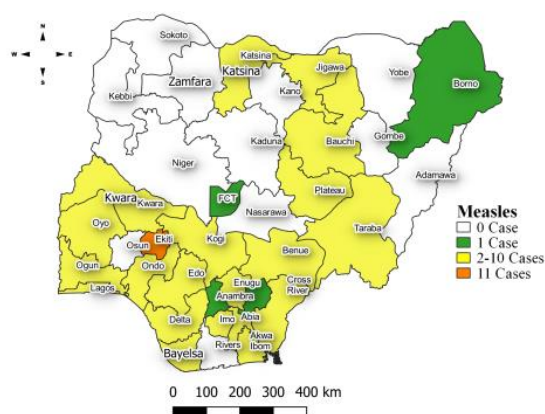 N
W E
S
Sokoto
Katsina
Katsina
Jigawa
Zamfara
Kano
Yobe
Borno
Kebbi
Kaduna
Bauchi
Gombe
Adamawa
Niger
FCT
Plateau
Nasarawa
Kwara
Kwara
Taraba
Oyo
Kogi
Osun
Ekiti
Benue
Ogun
Ondo
Edo
Lagos
Enugu
Cross
River
Anambra
Delta
Imo
Abia
Akwa
Ibom
Rivers
Bayelsa
Measles
0 Case
1 Case
2-10 Cases
11 Cases
0 100 200 300 400 km